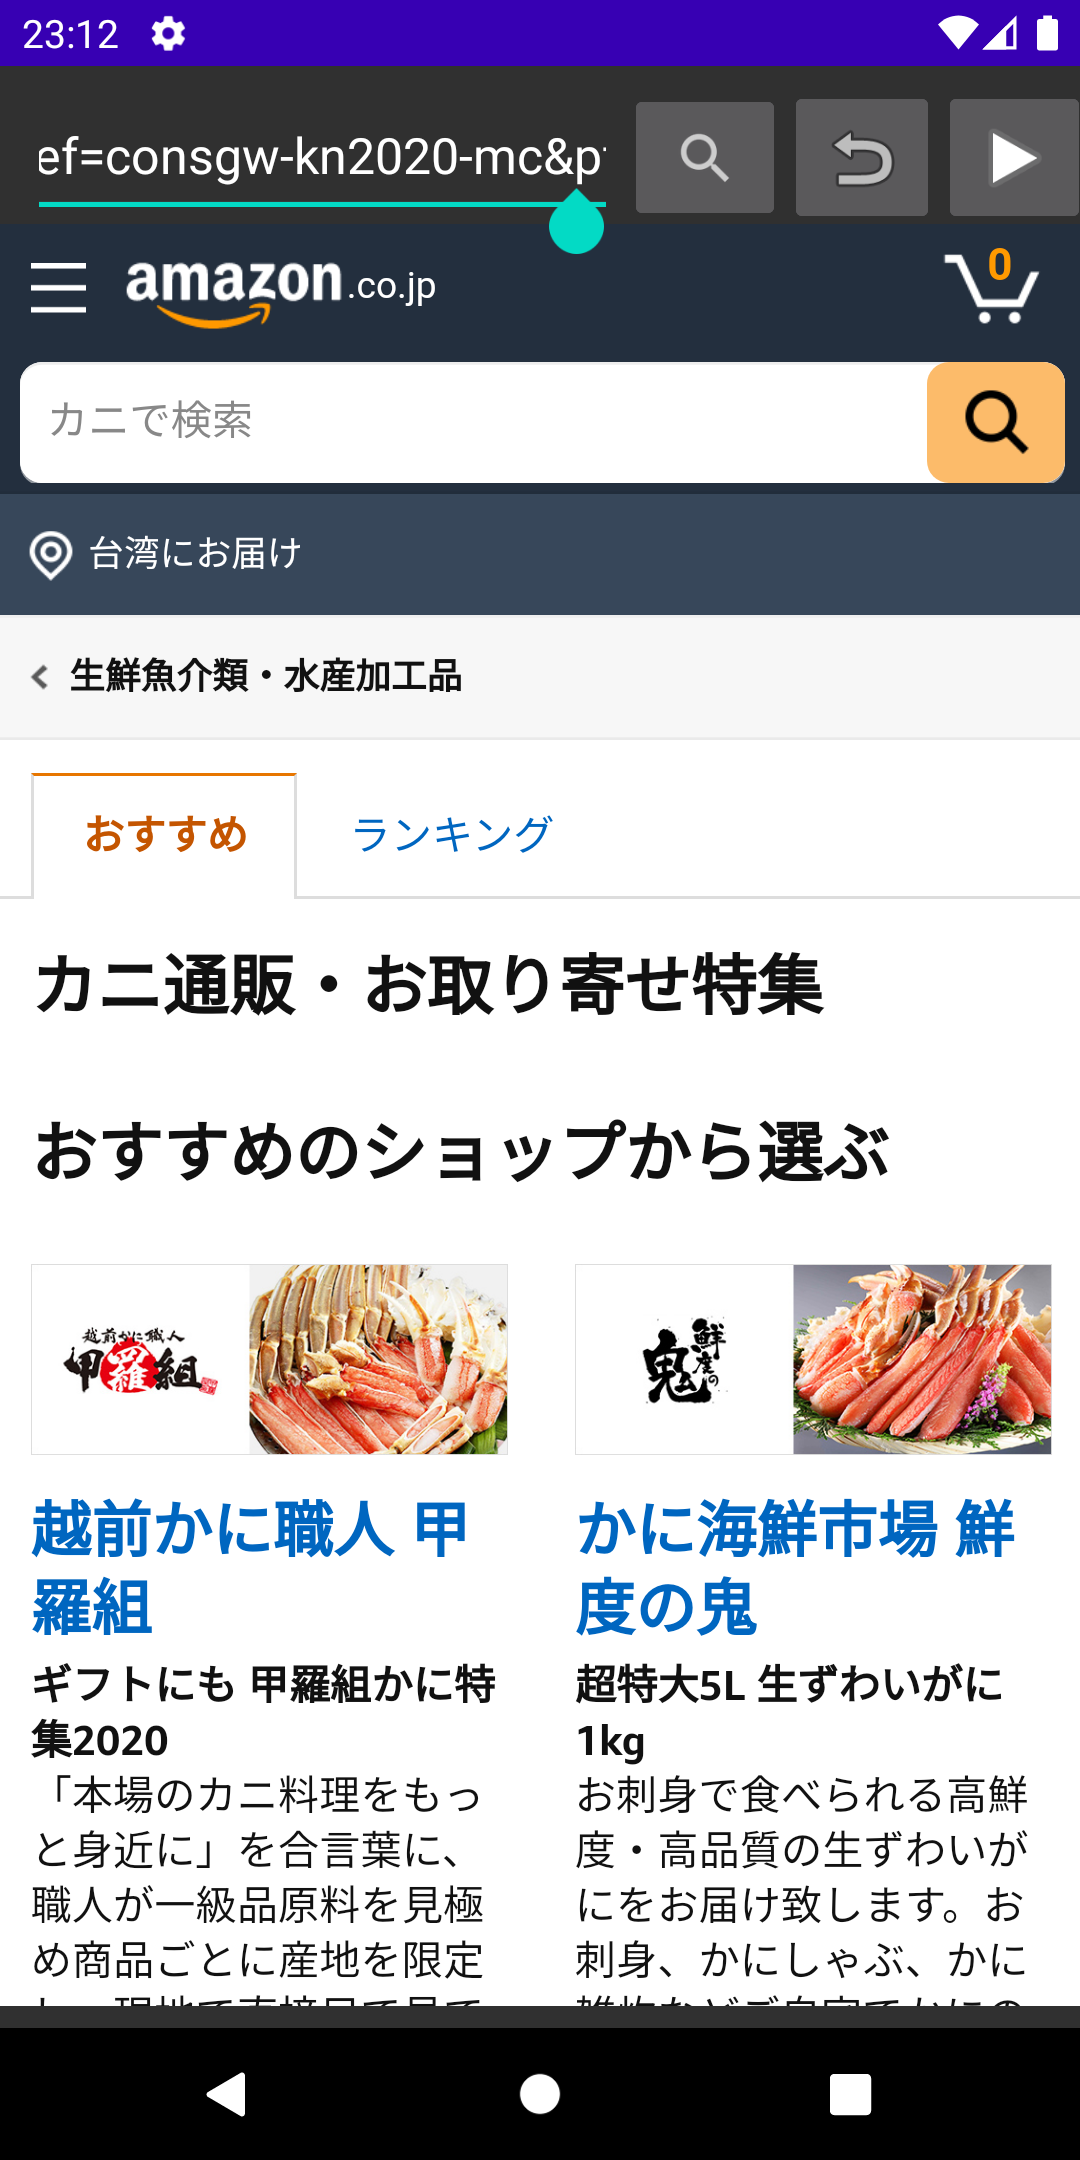 23:12
ef=consgw-kn2020-mc&p
amazon.co.jp
0
カニで検索
台湾にお届け
生鮮魚介類・水産加工品
おすすめ ランキング
カニ通販・お取り寄せ特集
おすすめのショップから選ぶ
越前かに職人
甲羅組
鮮度の
鬼
越前かに職人 甲
羅組
ギフトにも 甲羅組かに特
集2020
「本場のカニ料理をもっ
と身近に」を合言葉に、
職人が一級品原料を見極
め商品ごとに産地を限定
かに海鮮市場 鮮
度の鬼
超特大5L 生ずわいがに
1kg
お刺身で食べられる高鮮
度・高品質の生ずわいが
にをお届け致します。お
刺身、かにしゃぶ、かに